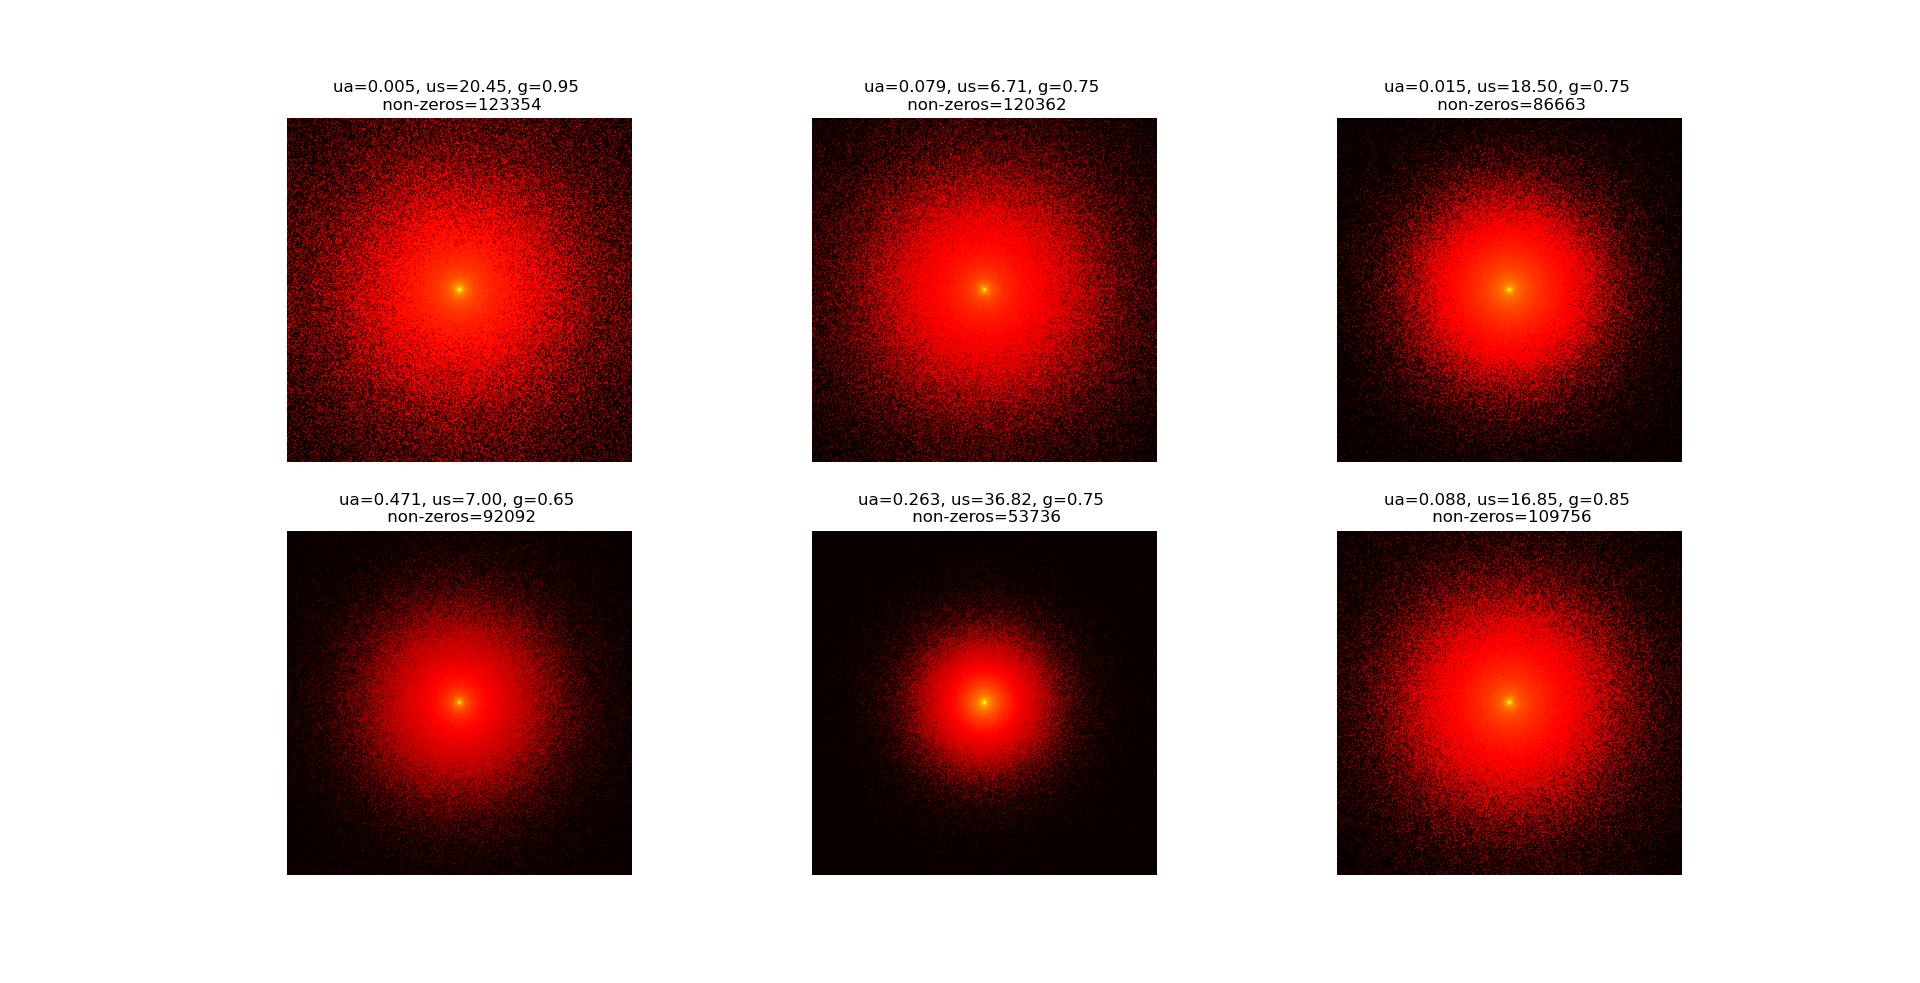 ua=0.005, us=20.45, g=0.95
non-zeros=123354
ua=0.079, us=6.71, g=0.75
non-zeros=120362
ua=0.015, us=18.50, g=0.75
non-zeros=86663
ua=0.471, us=7.00, g=0.65
non-zeros=92092
ua=0.263, us=36.82, g=0.75
non-zeros=53736
ua=0.088, us=16.85, g=0.85
non-zeros=109756